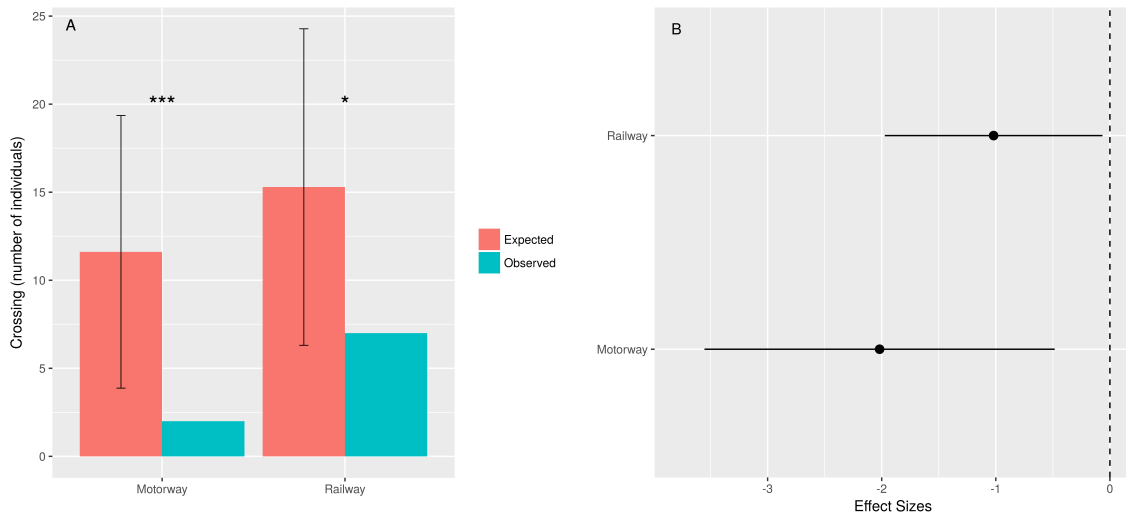 A
25
20
15
10
5
0
Crossing (number of individuals)
***
*
Motorway
Railway
Expected
Observed
B
Railway
Motorway
-3
-2
-1
0
Effect Sizes